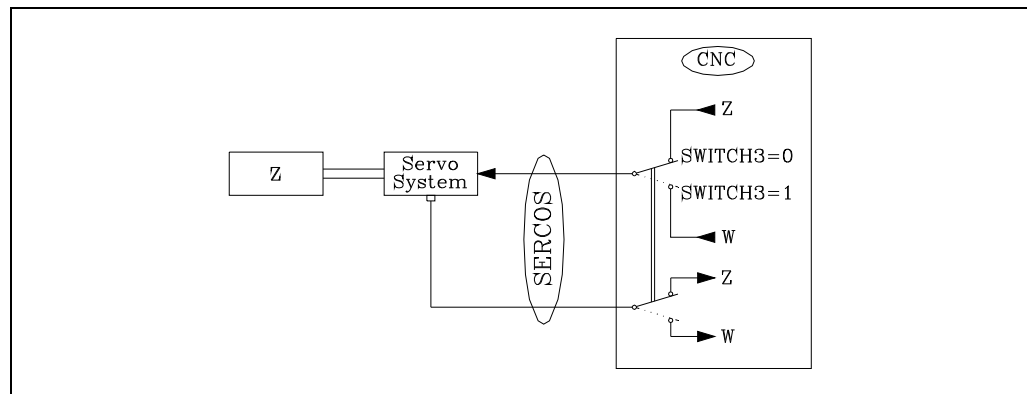 CNC
Z
SWITCH3=0
Z
Servo
System
SERCOS
SWITCH3=1
W
Z
W